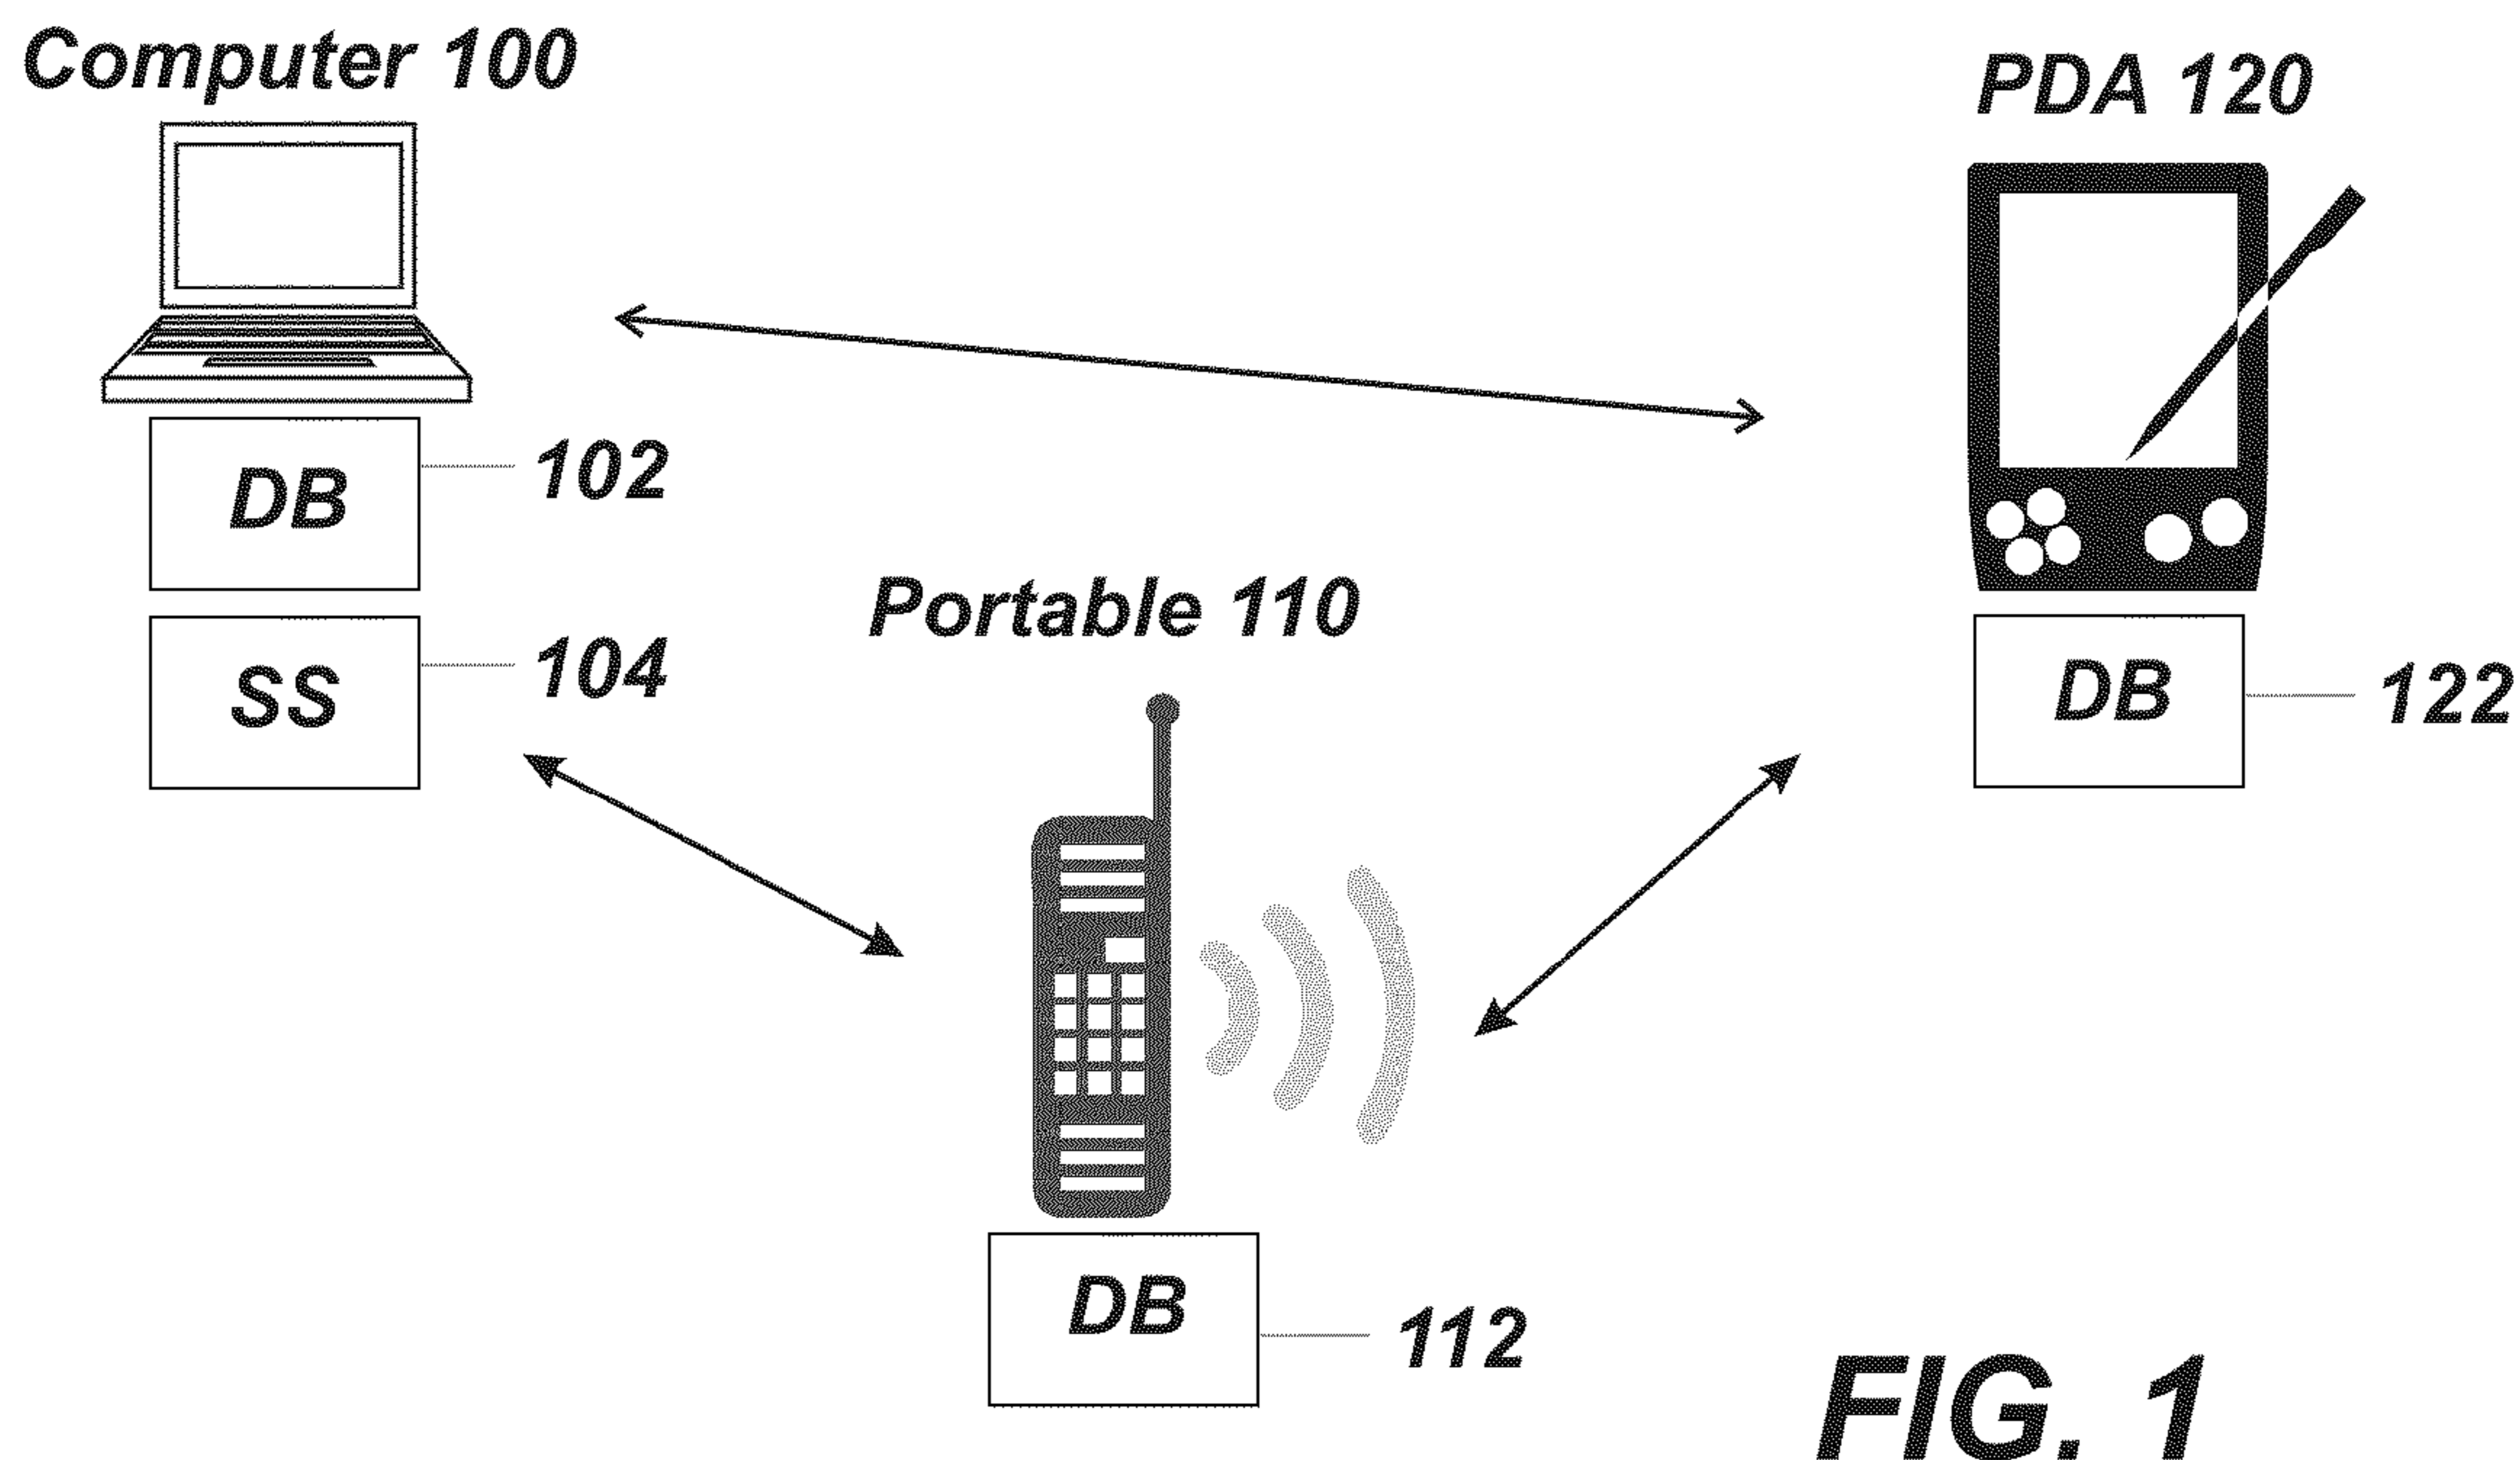 Computer 100
PDA 120
DB
102
SS
104
Portable 110
DB
122
DB
112
FIG. 1